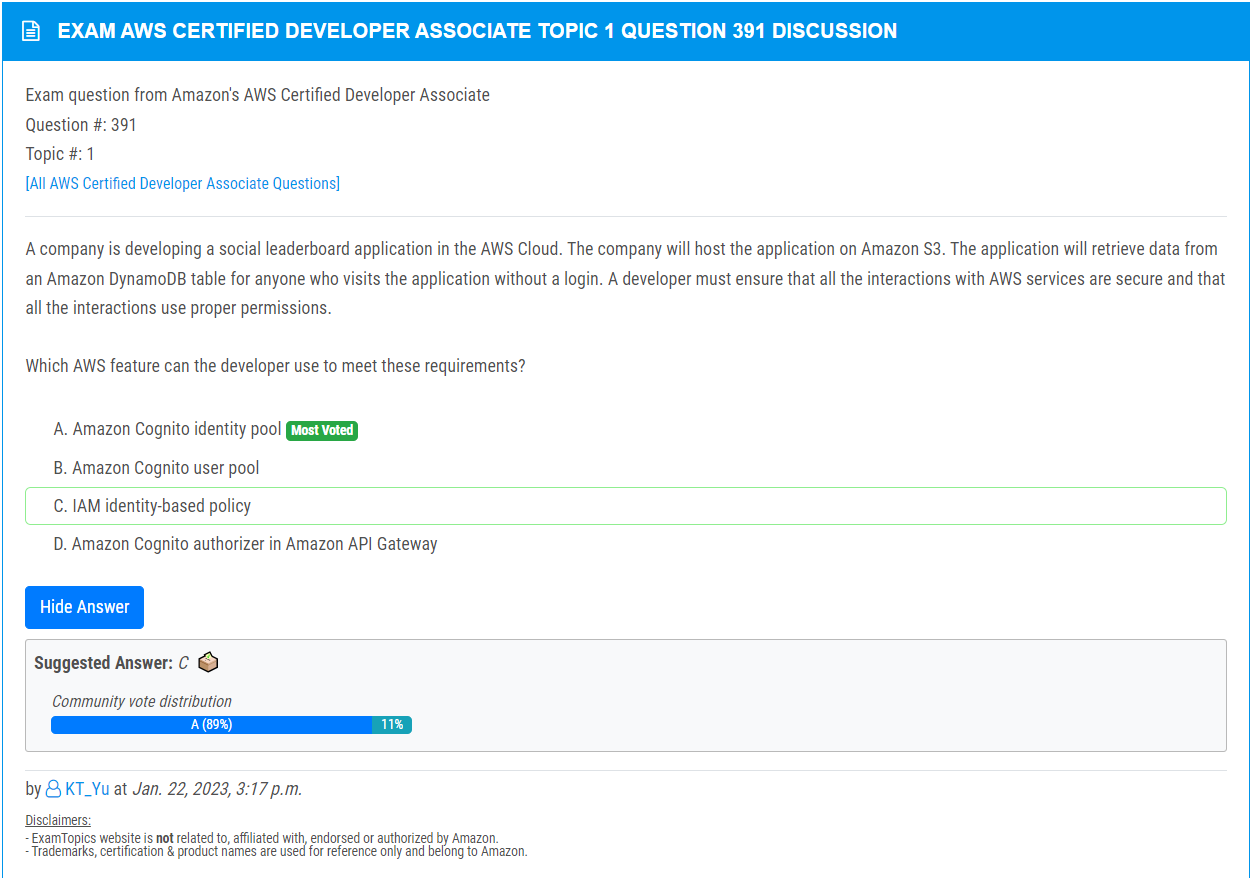 EXAM AWS CERTIFIED DEVELOPER ASSOCIATE TOPIC 1 QUESTION 391 DISCUSSION
Exam question from Amazon's AWS Certified Developer Associate
Question #: 391
Topic #: 1
[All AWS Certified Developer Associate Questions]
A company is developing a social leaderboard application in the AWS Cloud. The company will host the application on Amazon S3. The application will retrieve data from
an Amazon DynamoDB table for anyone who visits the application without a login. A developer must ensure that all the interactions with AWS services are secure and that
all the interactions use proper permissions.
Which AWS feature can the developer use to meet these requirements?
A. Amazon Cognito identity pool Most Voted
B. Amazon Cognito user pool
C. IAM identity-based policy
D. Amazon Cognito authorizer in Amazon API Gateway
Hide Answer
Suggested Answer: C
Community vote distribution
A (89%) 11%
by KT_Yu at Jan. 22, 2023, 3:17 p.m.
Disclaimers:
- ExamTopics website is not related to, affiliated with, endorsed or authorized by Amazon.
- Trademarks, certification & product names are used for reference only and belong to Amazon.